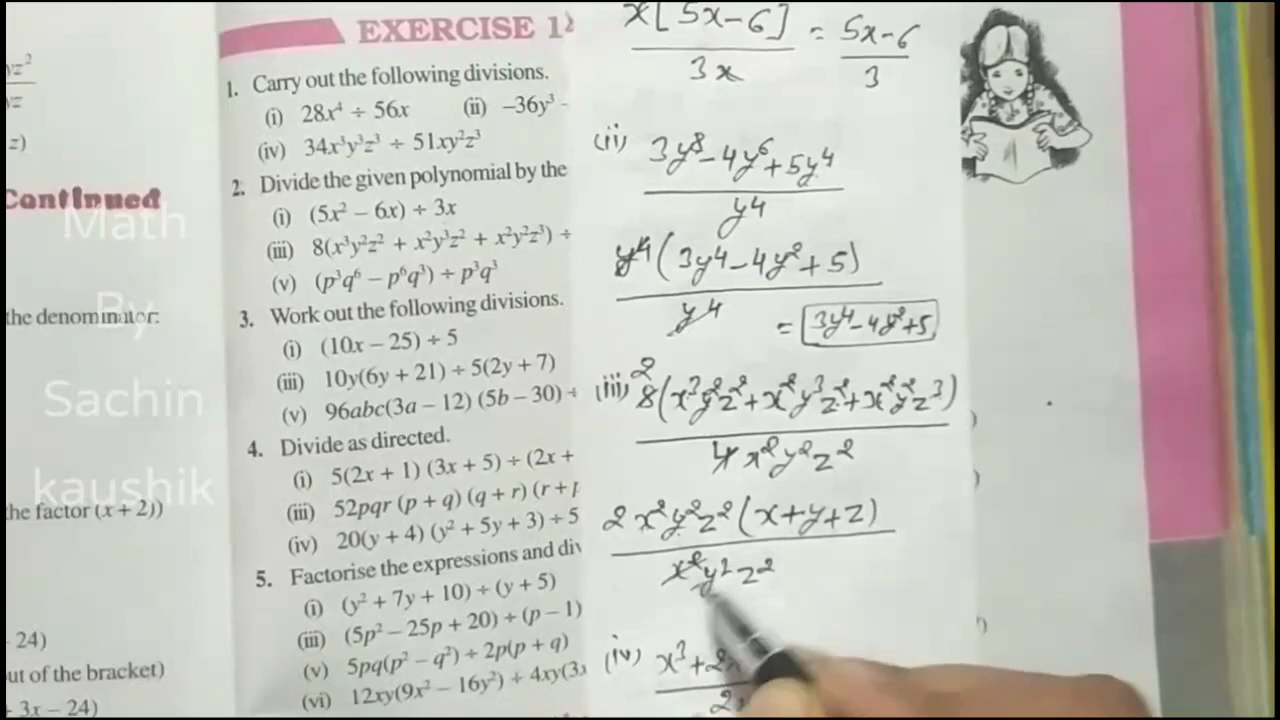 yz²
yz
z)
Continued
Math
By
Sachin
kaushik
the denominator:
the factor (x + 2))
- 24)
out of the bracket)
+ 3x – 24)
EXERCISE 1
1. Carry out the following divisions.
(i) 28x⁴ ÷ 56x (ii) –36y³
(iv) 34x³y³z³ ÷ 51xy²z³
2. Divide the given polynomial by the
(i) (5x² – 6x) ÷ 3x
(iii) 8(x³y²z² + x²y³z² + x²y²z³) ÷
(v) (p³q⁶ – p⁶q³) ÷ p³q³
3. Work out the following divisions.
(i) (10x – 25) ÷ 5
(iii) 10y(6y + 21) ÷ 5(2y + 7)
(v) 96abc(3a – 12) (5b – 30) ÷
4. Divide as directed.
(i) 5(2x + 1) (3x + 5) ÷ (2x +
(iii) 52pqr (p + q) (q + r) (r + p
(iv) 20(y + 4) (y² + 5y + 3) ÷ 5
5. Factorise the expressions and div
(i) (y² + 7y + 10) ÷ (y + 5)
(iii) (5p² – 25p + 20) ÷ (p – 1)
(v) 5pq(p² – q²) ÷ 2p(p + q)
(vi) 12xy(9x² – 16y²) ÷ 4xy(3x
x[5x-6] = 5x-6
3x 3
(ii) 3y⁸-4y⁶+5y⁴
y⁴
y⁴(3y⁴-4y²+5)
y⁴
= 3y⁴-4y²+5
2
(iii) 8(x³y²z²+x²y³z²+x²y²z³)
4x²y²z²
2x²y²z²(x+y+z)
x²y²z²
(iv) x³+2x
2x